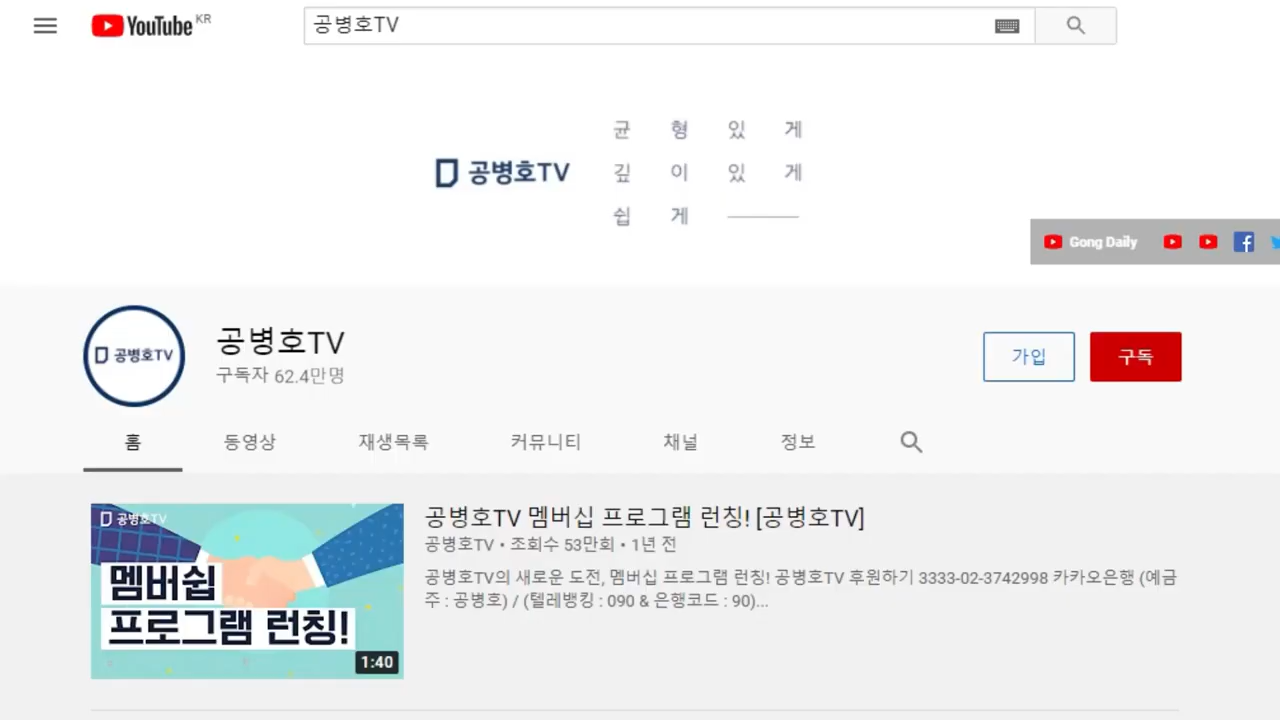 YouTube KR
공병호TV
균 형 있 게
공병호TV
깊 이 있 게
쉽 게
Gong Daily
공병호TV
공병호TV
구독자 62.4만명
가입
구독
홈
동영상
재생목록
커뮤니티
채널
정보
공병호TV
멤버쉽
프로그램 런칭!
1:40
공병호TV 멤버십 프로그램 런칭! [공병호TV]
공병호TV • 조회수 53만회 • 1년 전
공병호TV의 새로운 도전, 멤버십 프로그램 런칭! 공병호TV 후원하기 3333-02-3742998 카카오은행 (예금
주 : 공병호) / (텔레뱅킹 : 090 & 은행코드 : 90)...